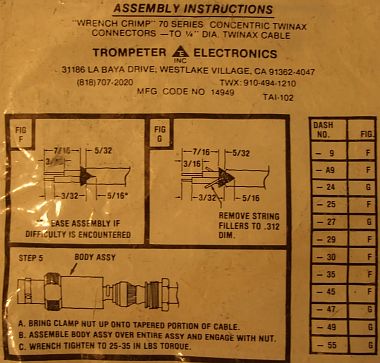 ASSEMBLY INSTRUCTIONS
"WRENCH CRIMP" 70 SERIES CONCENTRIC TWINAX
CONNECTORS —TO ¼" DIA. TWINAX CABLE
TROMPETER ELECTRONICS
INC
31186 LA BAYA DRIVE, WESTLAKE VILLAGE, CA 91362-4047
(818)707-2020 TWX: 910-494-1210
MFG CODE NO 14949
TAI-102
FIG
F
7/16 5/32
3/16
3/32 5/16"
EASE ASSEMBLY IF
DIFFICULTY IS ENCOUNTERED
FIG
G
7/16 5/32
3/16
3/32 5/16
REMOVE STRING
FILLERS TO .312
DIM.
DASH
NO. FIG.
– 9 F
– A9 F
– 24 G
– 25 F
– 27 G
– 29 F
– 30 F
– 35 F
– 45 F
– 47 G
– 49 G
– 55 G
STEP 5
BODY ASSY
A. BRING CLAMP NUT UP ONTO TAPERED PORTION OF CABLE.
B. ASSEMBLE BODY ASSY OVER ENTIRE ASSY AND ENGAGE WITH NUT.
C. WRENCH TIGHTEN TO 25-35 IN LBS TORQUE.